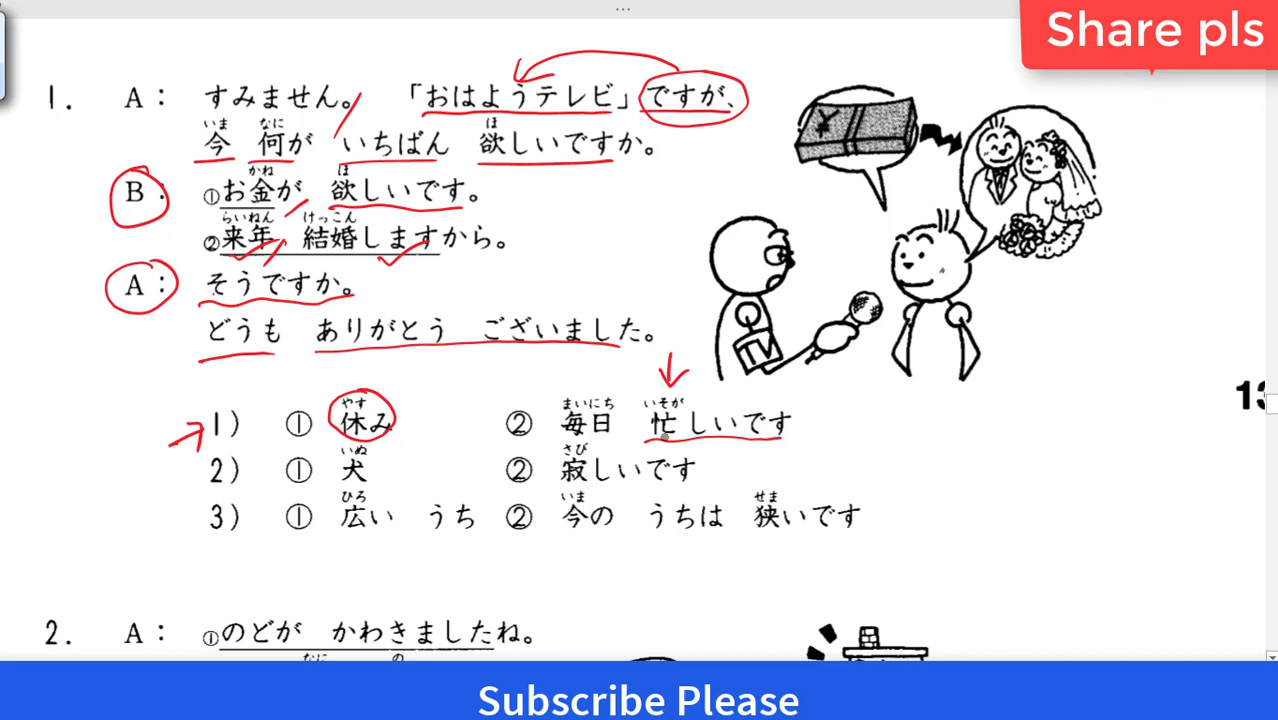 Share pls
1. A： すみません。 「おはようテレビ」ですが、
いま なに ほ
今 何が いちばん 欲しいですか。
かね ほ
B： ①お金が 欲しいです。
らいねん けっこん
②来年 結婚しますから。
A： そうですか。
どうも ありがとう ございました。
TV
¥
13
やす まいにち いそが
1) ① 休み ② 毎日 忙しいです
いぬ さび
2) ① 犬 ② 寂しいです
ひろ いま せま
3) ① 広い うち ② 今の うちは 狭いです
2. A： ①のどが かわきましたね。
なに の
Subscribe Please